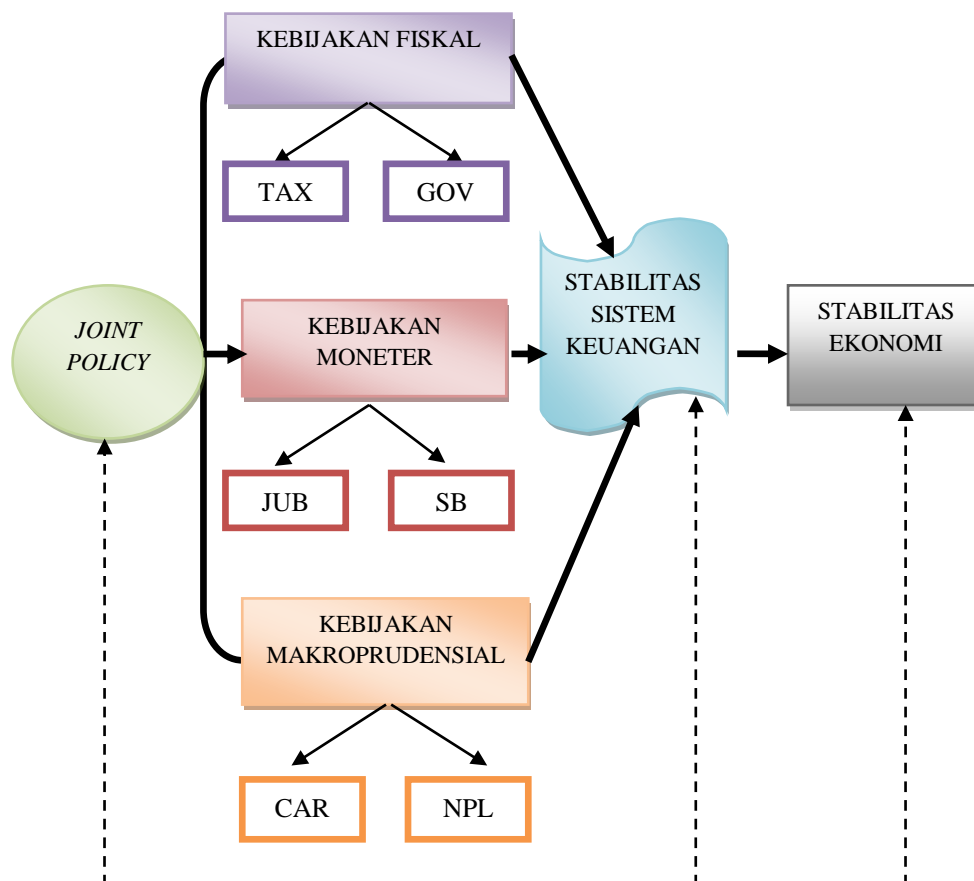 KEBIJAKAN FISKAL
TAX
GOV
JOINT
POLICY
KEBIJAKAN
MONETER
STABILITAS
SISTEM
KEUANGAN
STABILITAS
EKONOMI
JUB
SB
KEBIJAKAN
MAKROPRUDENSIAL
CAR
NPL